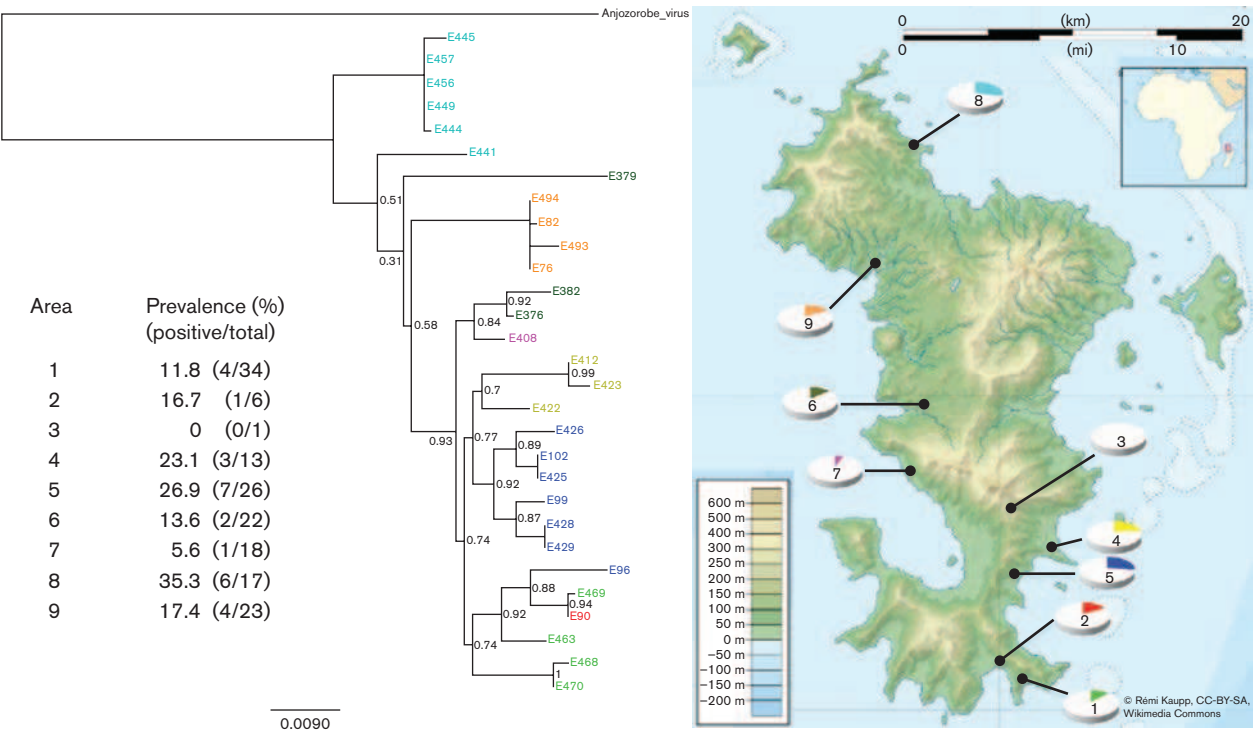 Anjozorobe_virus
E445
E457
E456
E449
E444
E441
E379
0.51
E494
E82
E493
E76
0.31
E382
0.92
E376
0.84
E408
0.58
E412
0.99
E423
0.7
E422
E426
0.93
0.77
0.89
E102
E425
0.92
E99
0.87
E428
E429
0.74
E96
0.88
E469
0.94
E90
0.92
E463
0.74
E468
1
E470
0.0090
Area Prevalence (%)
(positive/total)
1 11.8 (4/34)
2 16.7 (1/6)
3 0 (0/1)
4 23.1 (3/13)
5 26.9 (7/26)
6 13.6 (2/22)
7 5.6 (1/18)
8 35.3 (6/17)
9 17.4 (4/23)
0 (km) 20
0 (mi) 10
8
9
6
7
3
4
5
2
1
600 m
500 m
400 m
300 m
250 m
200 m
150 m
100 m
50 m
0 m
−50 m
−100 m
−150 m
−200 m
© Rémi Kaupp, CC-BY-SA,
Wikimedia Commons